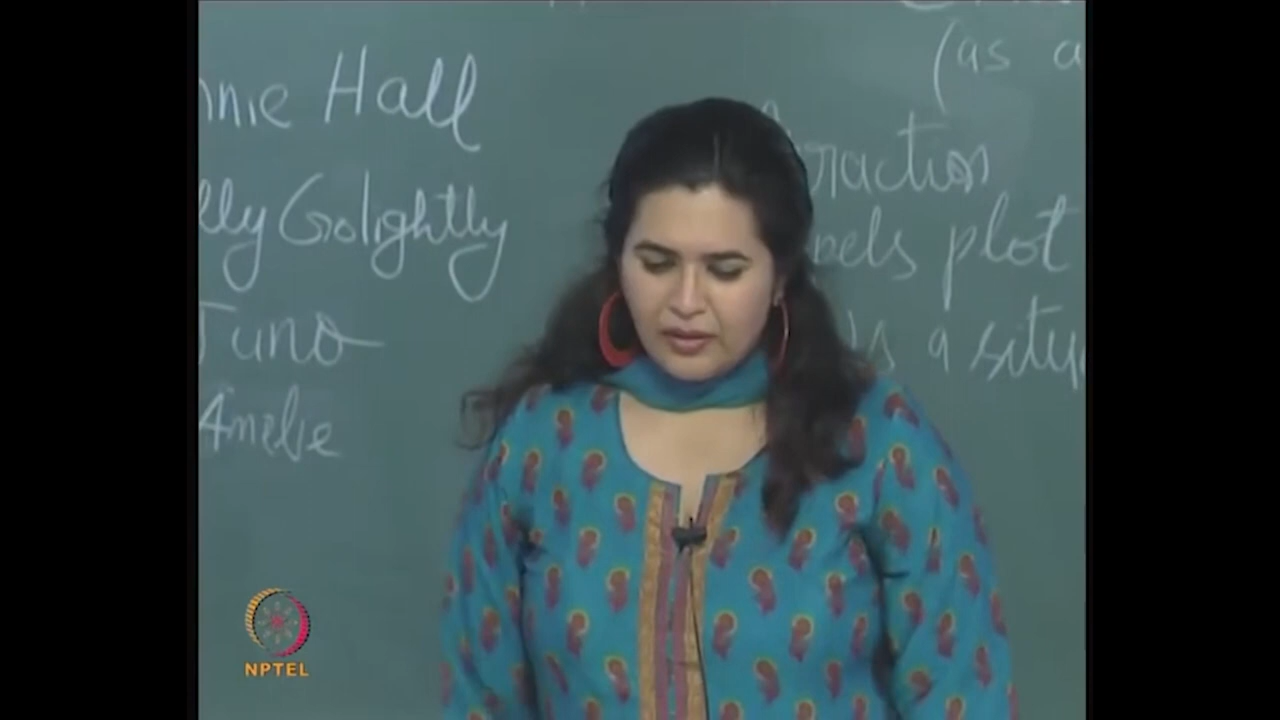 (as a
nnie Hall
raction
lly Golightly
pels plot
Juno
s a situ
Amelie
NPTEL